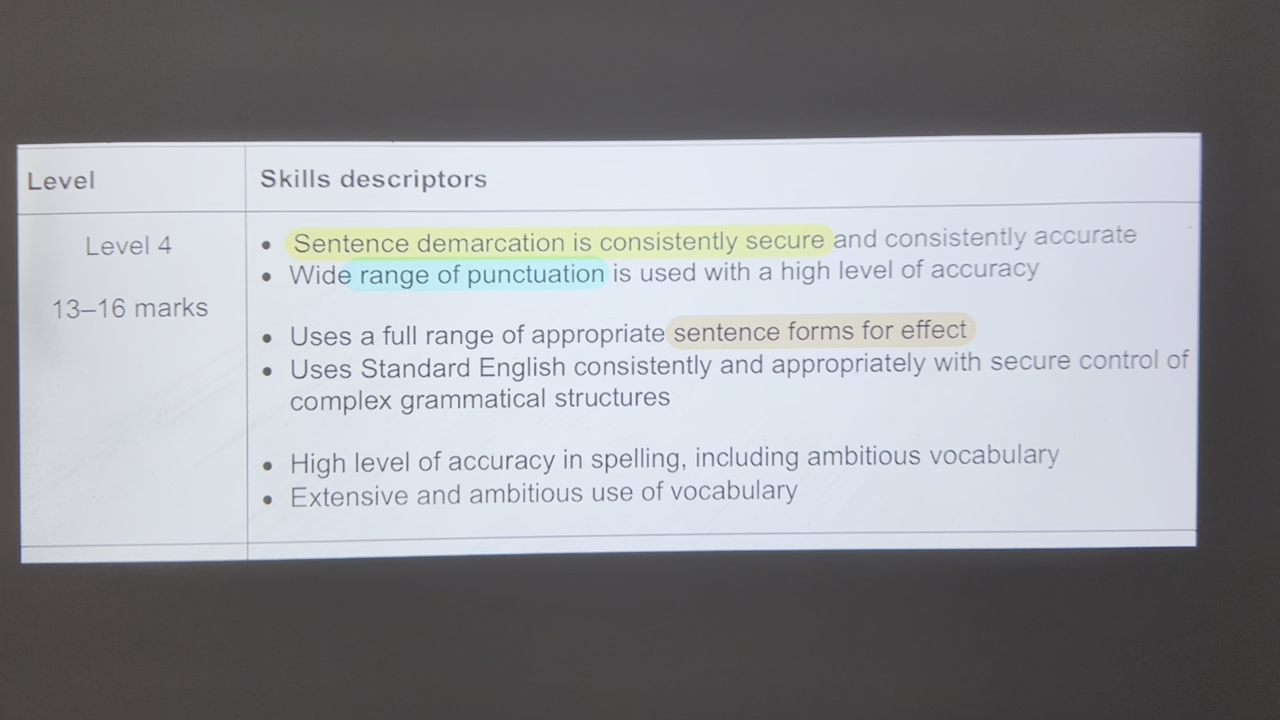 Level
Skills descriptors
Level 4
13–16 marks
• Sentence demarcation is consistently secure and consistently accurate
• Wide range of punctuation is used with a high level of accuracy
• Uses a full range of appropriate sentence forms for effect
• Uses Standard English consistently and appropriately with secure control of
complex grammatical structures
• High level of accuracy in spelling, including ambitious vocabulary
• Extensive and ambitious use of vocabulary